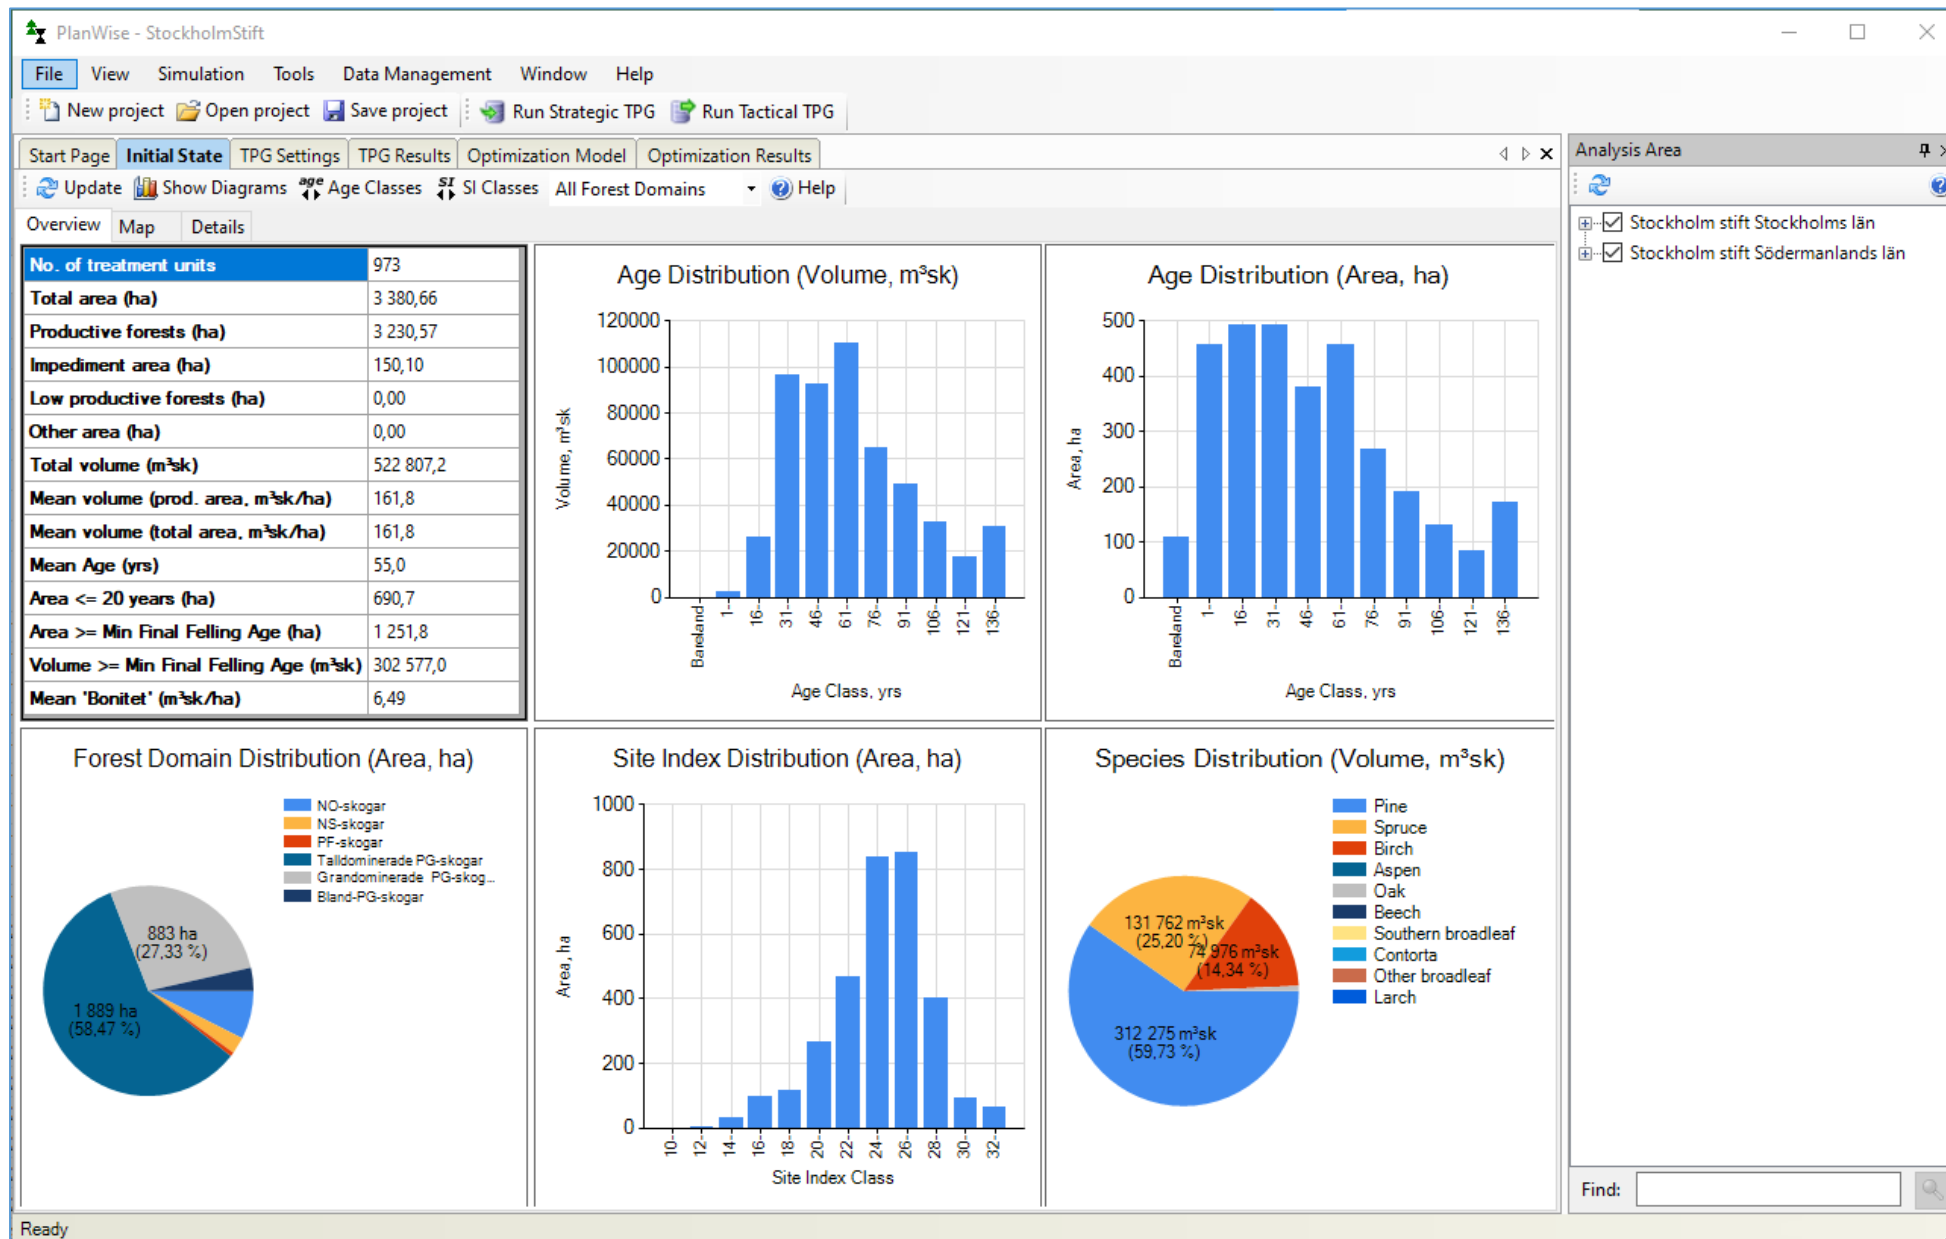 PlanWise - StockholmStift
File View Simulation Tools Data Management Window Help
New project Open project Save project Run Strategic TPG Run Tactical TPG
Start Page Initial State TPG Settings TPG Results Optimization Model Optimization Results
Update Show Diagrams age Age Classes SI SI Classes All Forest Domains Help
Overview Map Details
No. of treatment units 973
Total area (ha) 3 380,66
Productive forests (ha) 3 230,57
Impediment area (ha) 150,10
Low productive forests (ha) 0,00
Other area (ha) 0,00
Total volume (m³sk) 522 807,2
Mean volume (prod. area, m³sk/ha) 161,8
Mean volume (total area, m³sk/ha) 161,8
Mean Age (yrs) 55,0
Area <= 20 years (ha) 690,7
Area >= Min Final Felling Age (ha) 1 251,8
Volume >= Min Final Felling Age (m³sk) 302 577,0
Mean 'Bonitet' (m³sk/ha) 6,49
Age Distribution (Volume, m³sk)
120000
100000
80000
60000
40000
20000
0
Volume, m³sk
Bareland 1- 16- 31- 46- 61- 76- 91- 106- 121- 136-
Age Class, yrs
Age Distribution (Area, ha)
500
400
300
200
100
0
Area, ha
Bareland 1- 16- 31- 46- 61- 76- 91- 106- 121- 136-
Age Class, yrs
Forest Domain Distribution (Area, ha)
NO-skogar
NS-skogar
PF-skogar
Talldominerade PG-skogar
Grandominerade PG-skog...
Bland-PG-skogar
883 ha
(27,33 %)
1 889 ha
(58,47 %)
Site Index Distribution (Area, ha)
1000
800
600
400
200
0
Area, ha
10- 12- 14- 16- 18- 20- 22- 24- 26- 28- 30- 32-
Site Index Class
Species Distribution (Volume, m³sk)
Pine
Spruce
Birch
Aspen
Oak
Beech
Southern broadleaf
Contorta
Other broadleaf
Larch
131 762 m³sk
(25,20 %)
74 976 m³sk
(14,34 %)
312 275 m³sk
(59,73 %)
Analysis Area
Stockholm stift Stockholms län
Stockholm stift Södermanlands län
Find:
Ready